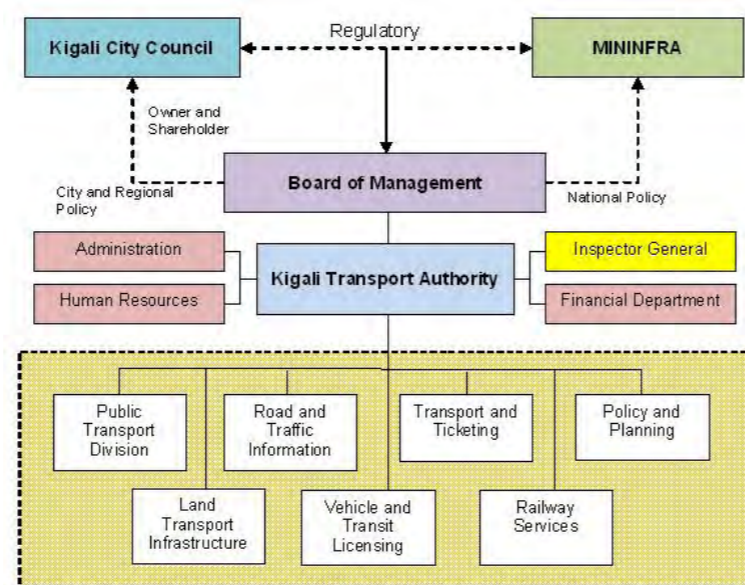 Kigali City Council
Regulatory
MININFRA
Owner and
Shareholder
City and Regional
Policy
Board of Management
National Policy
Administration
Human Resources
Kigali Transport Authority
Inspector General
Financial Department
Public
Transport
Division
Road and
Traffic
Information
Transport and
Ticketing
Policy and
Planning
Land
Transport
Infrastructure
Vehicle and
Transit
Licensing
Railway
Services